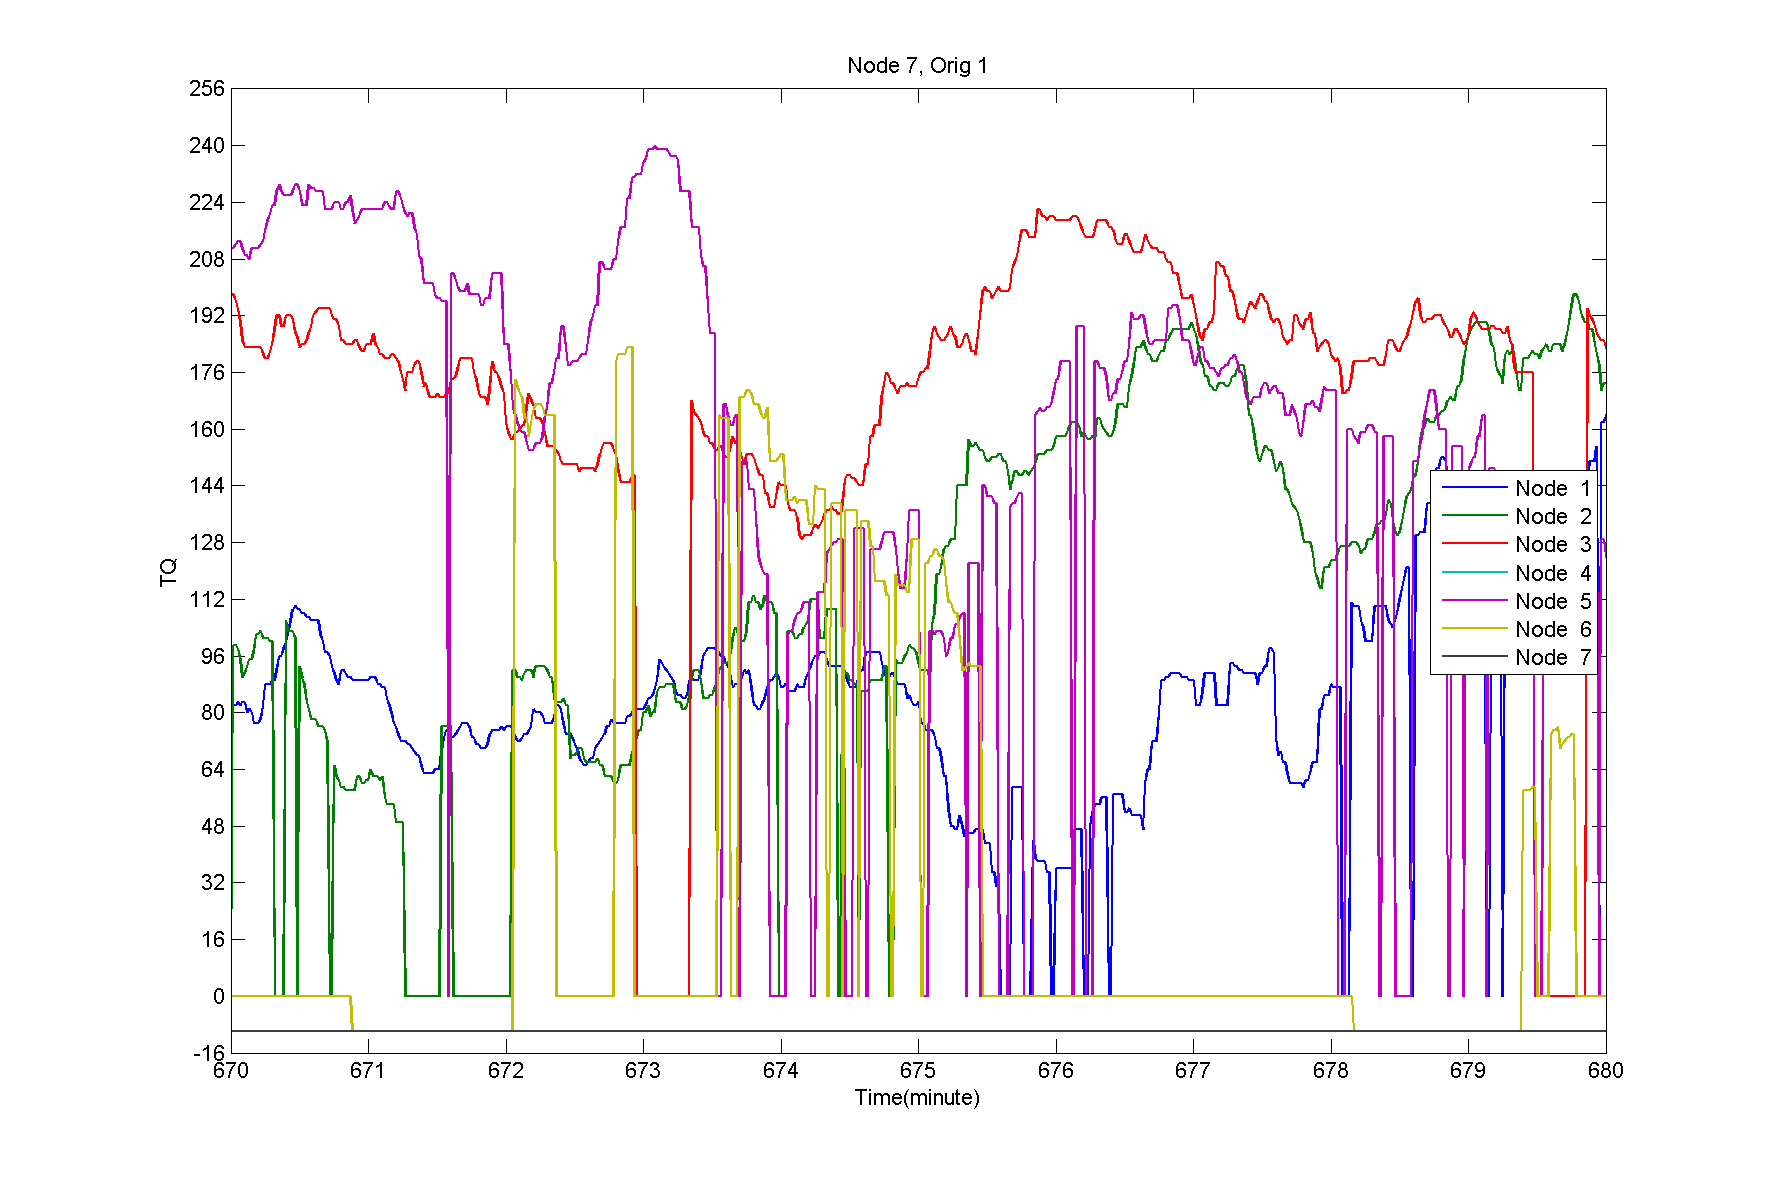 Node 7, Orig 1
256
240
224
208
192
176
160
144
128
112
96
80
64
48
32
16
0
-16
TQ
Node 1
Node 2
Node 3
Node 4
Node 5
Node 6
Node 7
670 671 672 673 674 675 676 677 678 679 680
Time(minute)